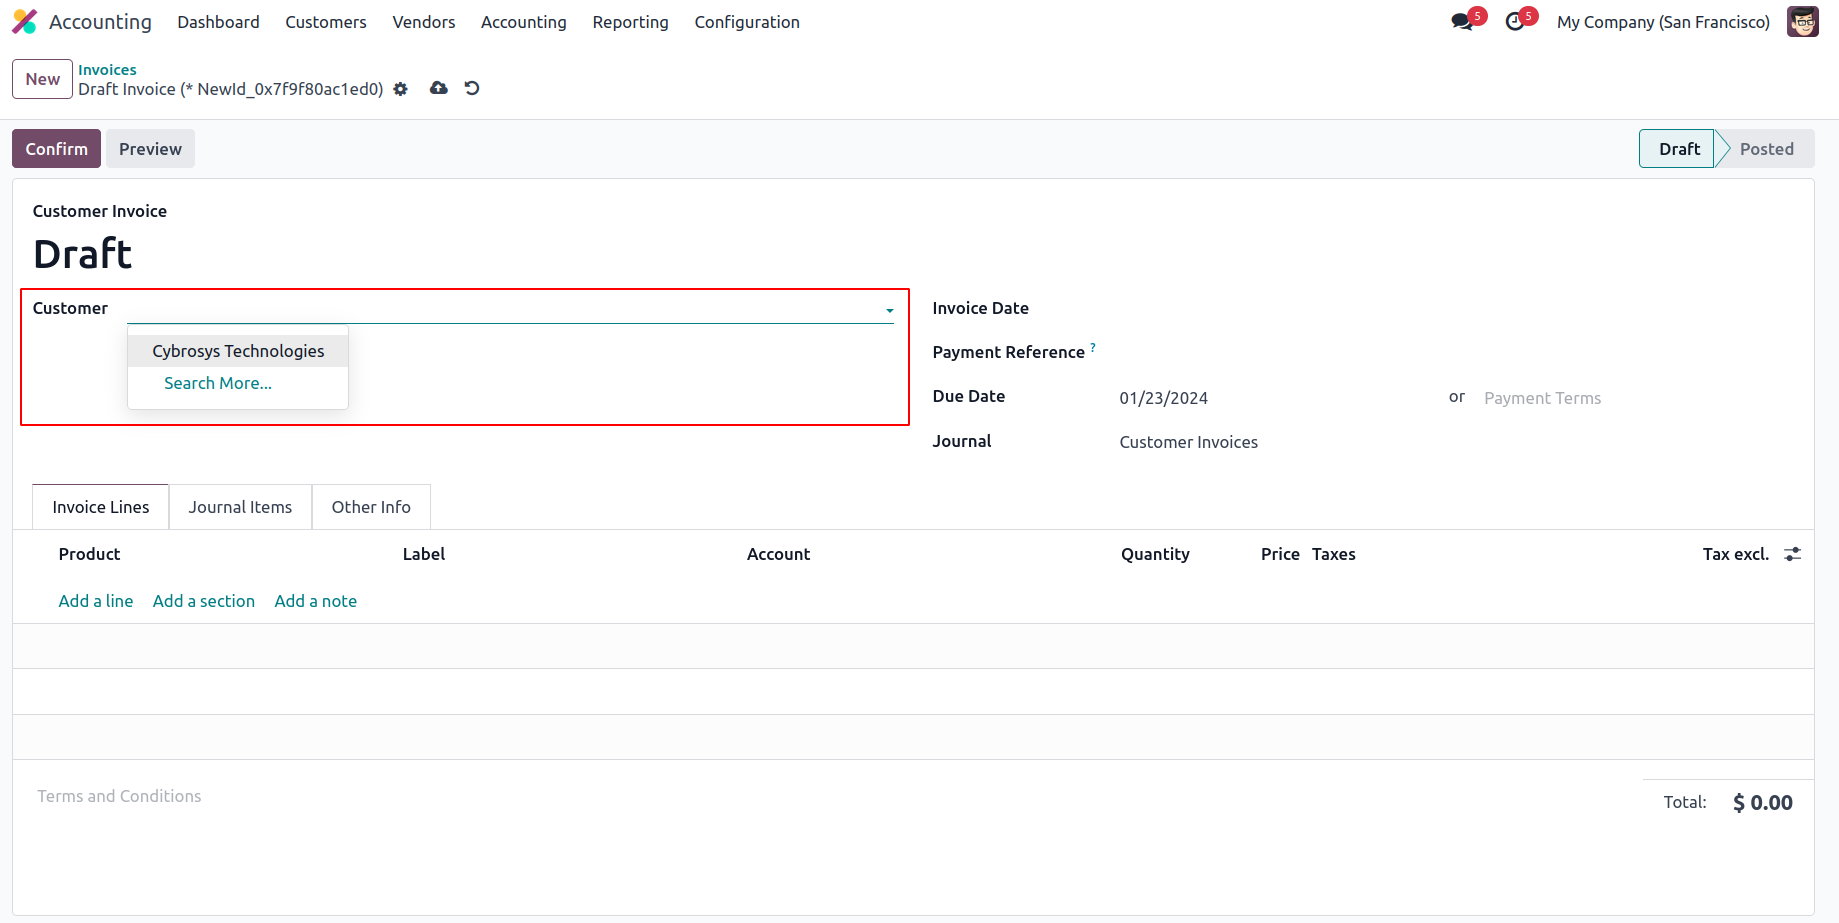 Accounting Dashboard Customers Vendors Accounting Reporting Configuration 5 5 My Company (San Francisco)
New
Invoices
Draft Invoice (* NewId_0x7f9f80ac1ed0)
Confirm Preview Draft Posted
Customer Invoice
Draft
Customer
Cybrosys Technologies
Search More...
Invoice Date
Payment Reference ?
Due Date 01/23/2024 or Payment Terms
Journal Customer Invoices
Invoice Lines Journal Items Other Info
Product Label Account Quantity Price Taxes Tax excl.
Add a line Add a section Add a note
Terms and Conditions
Total: $ 0.00